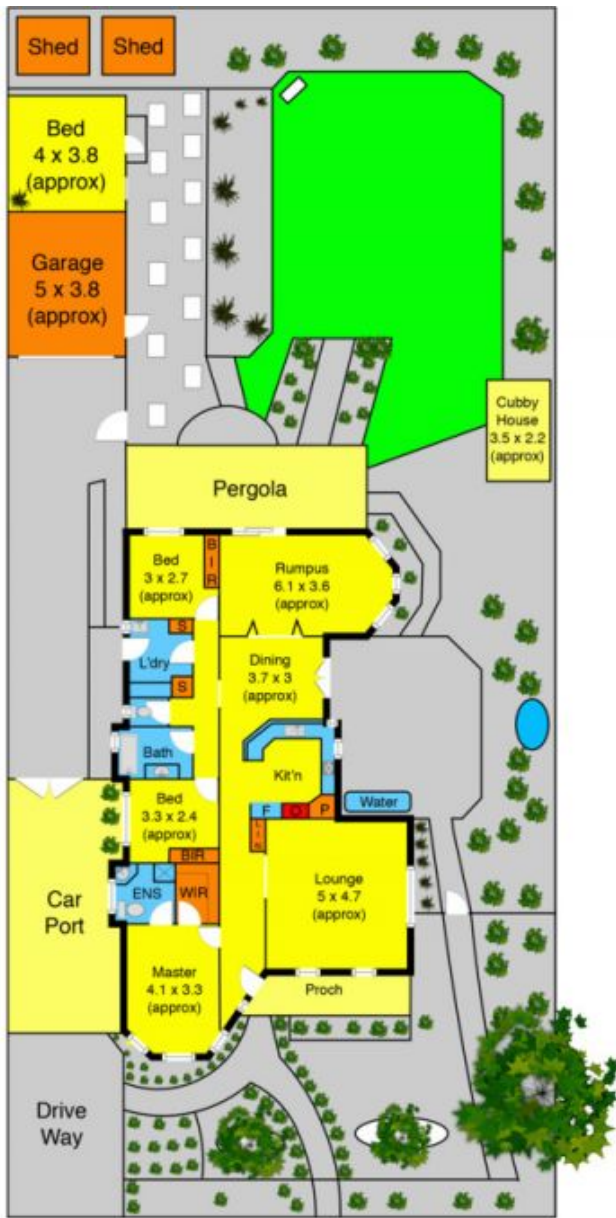 Shed
Shed
Bed
4 x 3.8
(approx)
Garage
5 x 3.8
(approx)
Cubby
House
3.5 x 2.2
(approx)
Pergola
Bed
3 x 2.7
(approx)
B
I
R
Rumpus
6.1 x 3.6
(approx)
S
L'dry
S
Dining
3.7 x 3
(approx)
Bath
Kit'n
Bed
3.3 x 2.4
(approx)
BIR
F
O
P
Water
L
I
N
Car
Port
ENS
WIR
Lounge
5 x 4.7
(approx)
Master
4.1 x 3.3
(approx)
Proch
Drive
Way